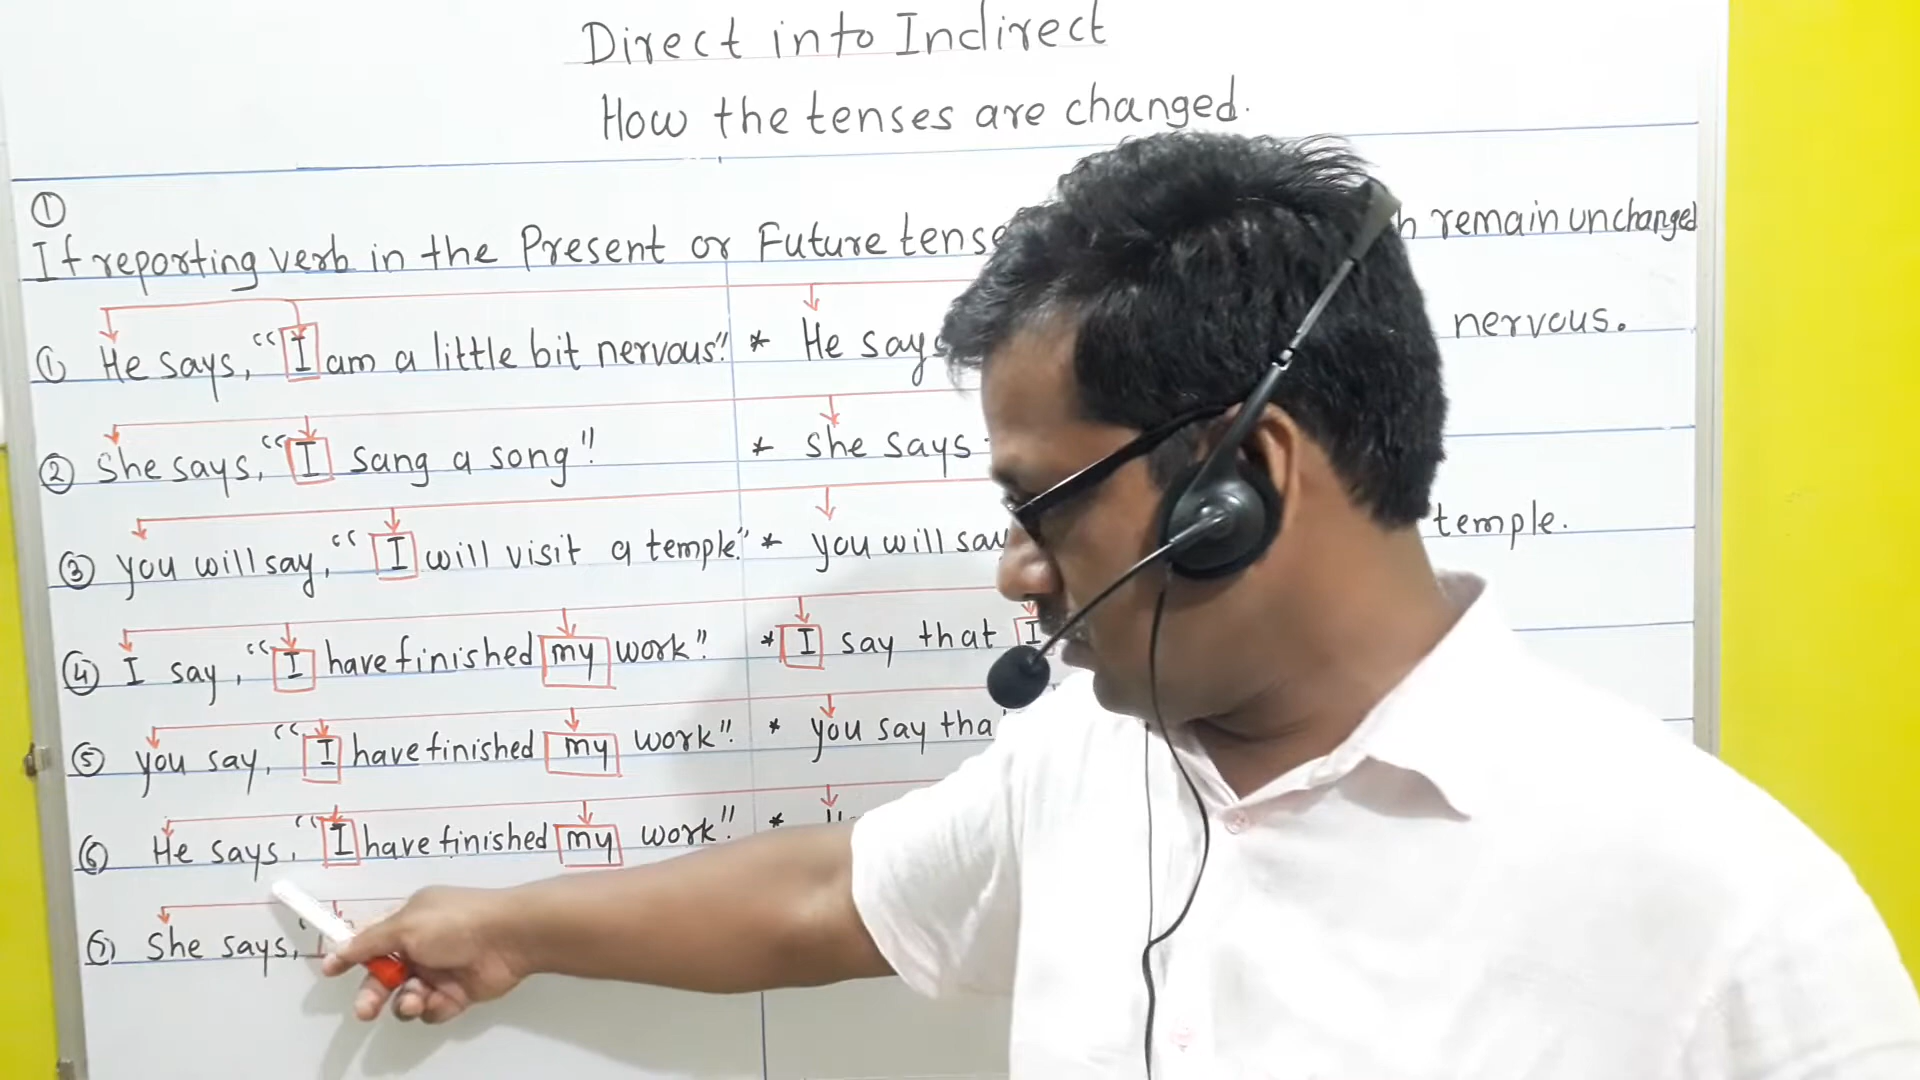 Direct into Indirect
How the tenses are changed.
①
If reporting verb in the Present or Future tense h remain unchanged
① He says, “I am a little bit nervous”. * He says nervous.
② She says, “I sang a song”. * she says
③ you will say, “I will visit a temple”. * you will say temple.
④ I say, “I have finished my work”. * I say that I
⑤ you say, “I have finished my work”. * you say tha
⑥ He says, “I have finished my work”. *
⑦ She says, “